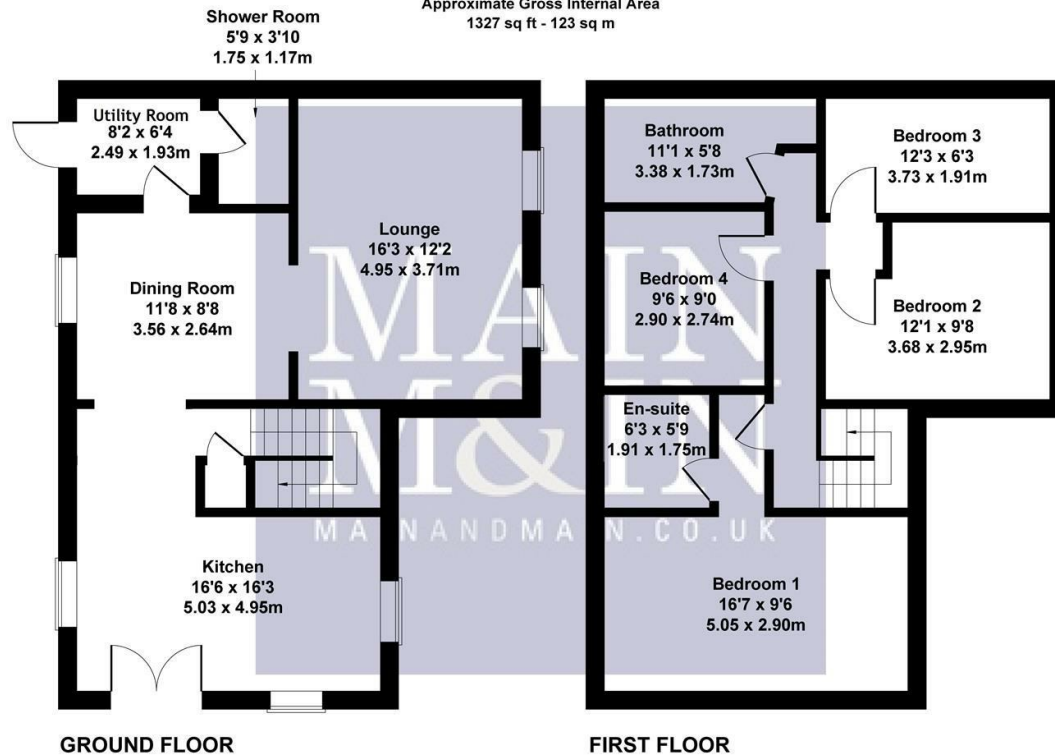 Approximate Gross Internal Area
1327 sq ft - 123 sq m
Shower Room
5'9 x 3'10
1.75 x 1.17m
Utility Room
8'2 x 6'4
2.49 x 1.93m
Lounge
16'3 x 12'2
4.95 x 3.71m
Dining Room
11'8 x 8'8
3.56 x 2.64m
Kitchen
16'6 x 16'3
5.03 x 4.95m
GROUND FLOOR
Bathroom
11'1 x 5'8
3.38 x 1.73m
Bedroom 3
12'3 x 6'3
3.73 x 1.91m
Bedroom 4
9'6 x 9'0
2.90 x 2.74m
Bedroom 2
12'1 x 9'8
3.68 x 2.95m
En-suite
6'3 x 5'9
1.91 x 1.75m
Bedroom 1
16'7 x 9'6
5.05 x 2.90m
FIRST FLOOR
MAIN
M&IN
MAINANDMAIN.CO.UK